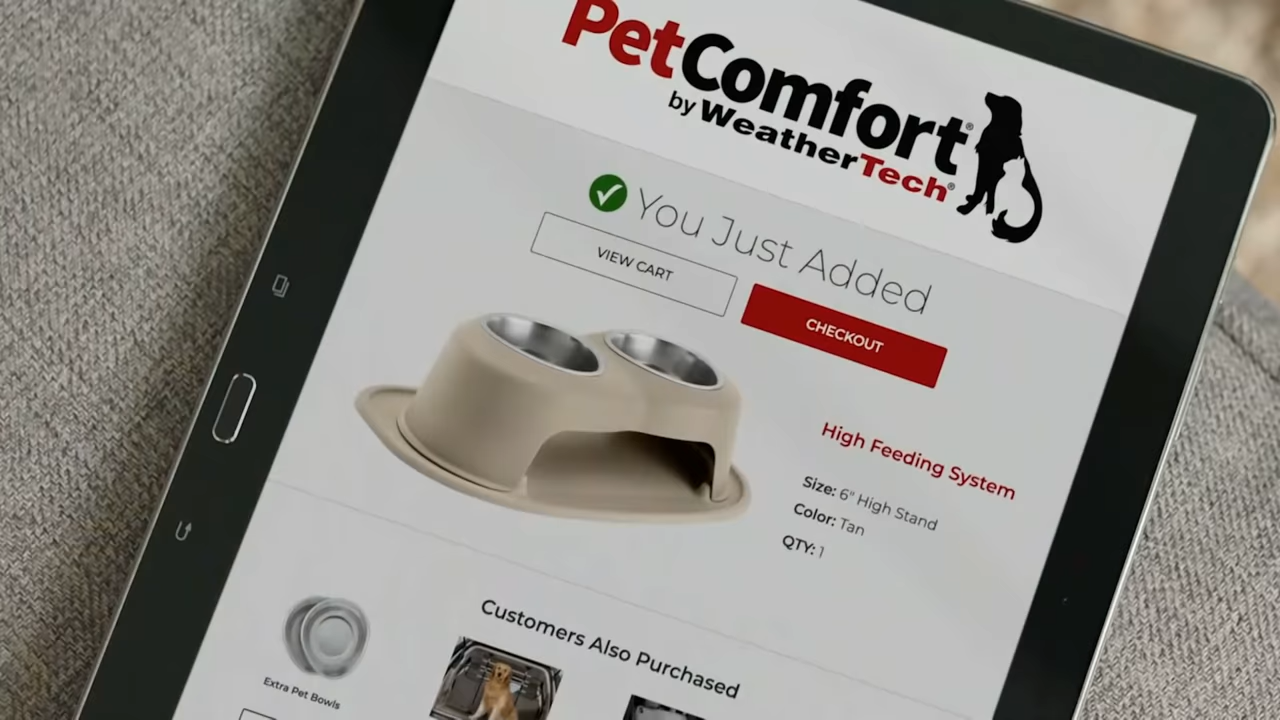 PetComfort®
by WeatherTech®
You Just Added
VIEW CART
CHECKOUT
High Feeding System
Size: 6" High Stand
Color: Tan
QTY: 1
Customers Also Purchased
Extra Pet Bowls